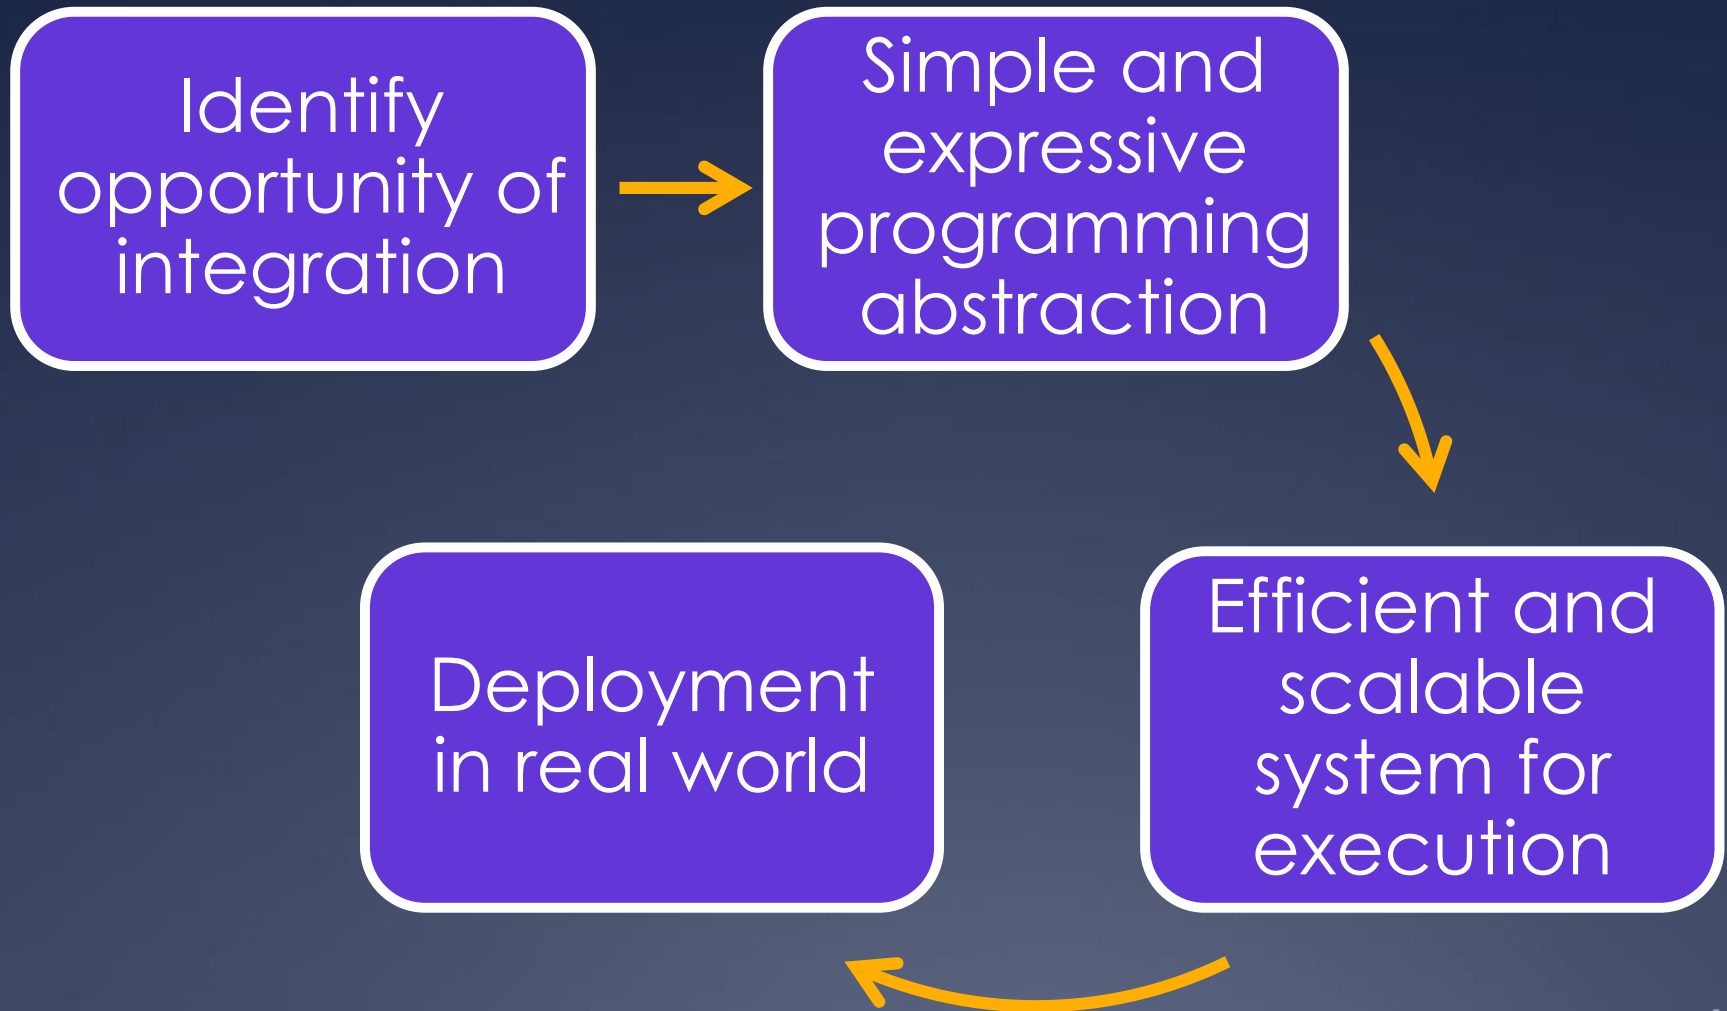 Identify
opportunity of
integration
Simple and
expressive
programming
abstraction
Efficient and
scalable
system for
execution
Deployment
in real world